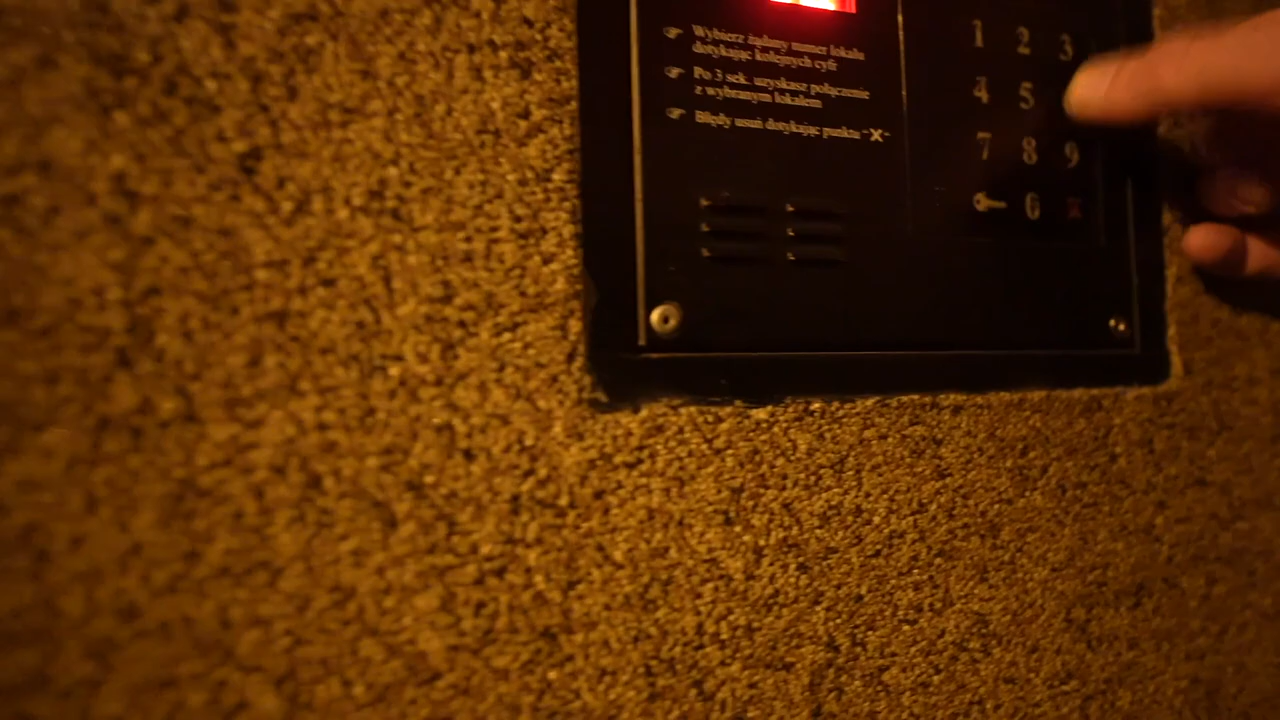 Wybierz żądany numer lokalu
dotykając kolejnych cyfr
Po 3 sek. uzyskasz połączenie
z wybranym lokalem
Błędy usuń dotykając punktu "X"
1 2 3
4 5
7 8 9
6 X